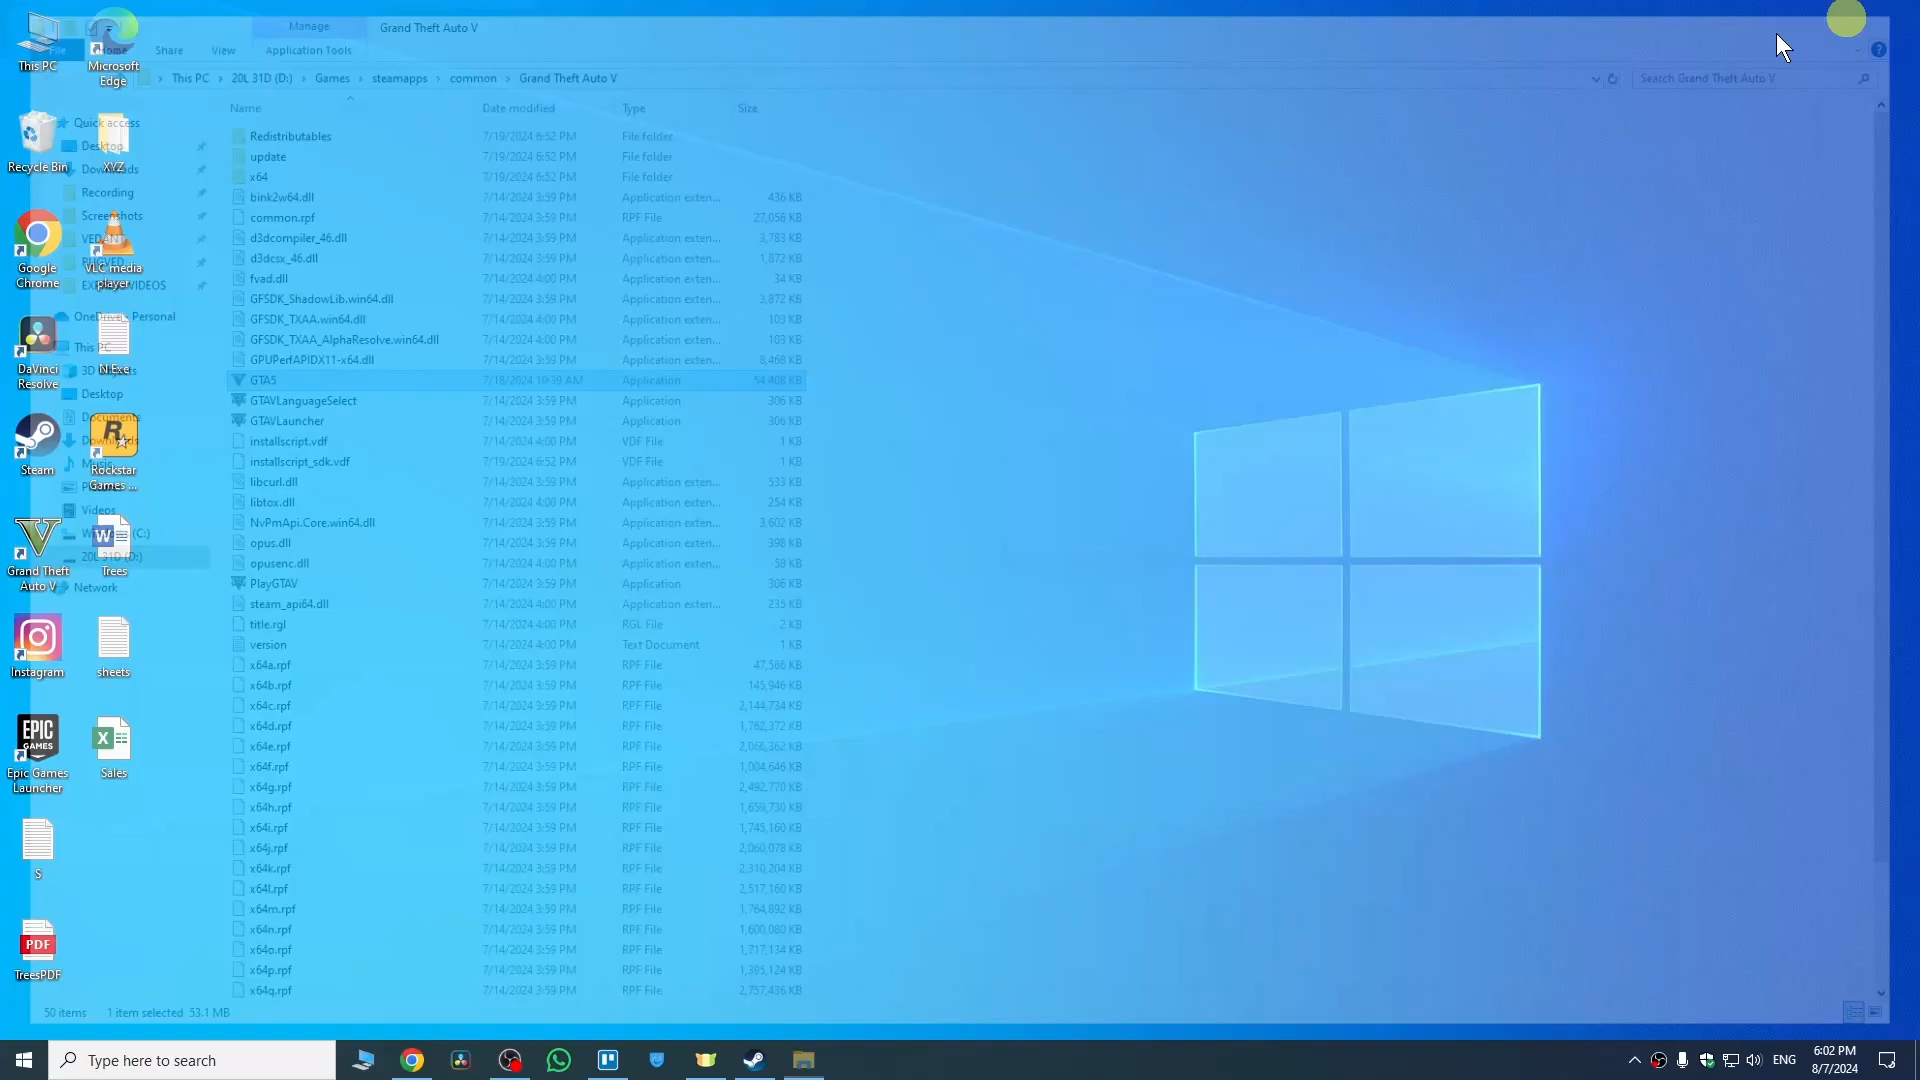 Manage
Grand Theft Auto V
File
Home
Share
View
Application Tools
This PC
20L 31D (D:)
Games
steamapps
common
Grand Theft Auto V
Search Grand Theft Auto V
This PC
Microsoft
Edge
Recycle Bin
XYZ
Google
Chrome
VLC media
player
DaVinci
Resolve
N.Exe
Steam
Rockstar
Games ...
Grand Theft
Auto V
Trees
Instagram
sheets
EPIC
GAMES
Epic Games
Launcher
Sales
S
PDF
TreesPDF
Quick access
Desktop
Downloads
Recording
Screenshots
OneDrive - Personal
This PC
Desktop
Documents
Downloads
Videos
20L 31D (D:)
Network
Name Date modified Type Size
Redistributables 7/19/2024 6:52 PM File folder
update 7/19/2024 6:52 PM File folder
x64 7/19/2024 6:52 PM File folder
bink2w64.dll 7/14/2024 3:59 PM Application exten... 436 KB
common.rpf 7/14/2024 3:59 PM RPF File 27,056 KB
d3dcompiler_46.dll 7/14/2024 3:59 PM Application exten... 3,783 KB
d3dcsx_46.dll 7/14/2024 3:59 PM Application exten... 1,872 KB
fvad.dll 7/14/2024 4:00 PM Application exten... 34 KB
GFSDK_ShadowLib.win64.dll 7/14/2024 3:59 PM Application exten... 3,872 KB
GFSDK_TXAA.win64.dll 7/14/2024 4:00 PM Application exten... 103 KB
GFSDK_TXAA_AlphaResolve.win64.dll 7/14/2024 4:00 PM Application exten... 103 KB
GPUPerfAPIDX11-x64.dll 7/14/2024 3:59 PM Application exten... 8,468 KB
GTA5 7/18/2024 10:39 AM Application 54,408 KB
GTAVLanguageSelect 7/14/2024 3:59 PM Application 306 KB
GTAVLauncher 7/14/2024 3:59 PM Application 306 KB
installscript.vdf 7/14/2024 4:00 PM VDF File 1 KB
installscript_sdk.vdf 7/19/2024 6:52 PM VDF File 1 KB
libcurl.dll 7/14/2024 3:59 PM Application exten... 533 KB
libtox.dll 7/14/2024 4:00 PM Application exten... 254 KB
NvPmApi.Core.win64.dll 7/14/2024 3:59 PM Application exten... 3,602 KB
opus.dll 7/14/2024 3:59 PM Application exten... 398 KB
opusenc.dll 7/14/2024 3:59 PM Application exten... 58 KB
PlayGTAV 7/14/2024 3:59 PM Application 306 KB
steam_api64.dll 7/14/2024 4:00 PM Application exten... 235 KB
title.rgl 7/14/2024 4:00 PM RGL File 2 KB
version 7/14/2024 4:00 PM Text Document 1 KB
x64a.rpf 7/14/2024 3:59 PM RPF File 47,566 KB
x64b.rpf 7/14/2024 3:59 PM RPF File 145,946 KB
x64c.rpf 7/14/2024 3:59 PM RPF File 2,144,734 KB
x64d.rpf 7/14/2024 3:59 PM RPF File 1,762,372 KB
x64e.rpf 7/14/2024 3:59 PM RPF File 2,066,362 KB
x64f.rpf 7/14/2024 3:59 PM RPF File 1,004,646 KB
x64g.rpf 7/14/2024 3:59 PM RPF File 2,492,770 KB
x64h.rpf 7/14/2024 3:59 PM RPF File 1,659,730 KB
x64i.rpf 7/14/2024 3:59 PM RPF File 1,745,160 KB
x64j.rpf 7/14/2024 3:59 PM RPF File 2,060,078 KB
x64k.rpf 7/14/2024 3:59 PM RPF File 2,310,204 KB
x64l.rpf 7/14/2024 3:59 PM RPF File 2,517,160 KB
x64m.rpf 7/14/2024 3:59 PM RPF File 1,764,892 KB
x64n.rpf 7/14/2024 3:59 PM RPF File 1,600,080 KB
x64o.rpf 7/14/2024 3:59 PM RPF File 1,717,134 KB
x64p.rpf 7/14/2024 3:59 PM RPF File 1,395,124 KB
x64q.rpf 7/14/2024 3:59 PM RPF File 2,757,436 KB
50 items 1 item selected 53.1 MB
Type here to search
ENG
6:02 PM
8/7/2024